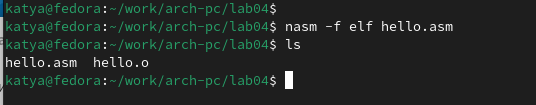 katya@fedora:~/work/arch-pc/lab04$
katya@fedora:~/work/arch-pc/lab04$ nasm -f elf hello.asm
katya@fedora:~/work/arch-pc/lab04$ ls
hello.asm  hello.o
katya@fedora:~/work/arch-pc/lab04$